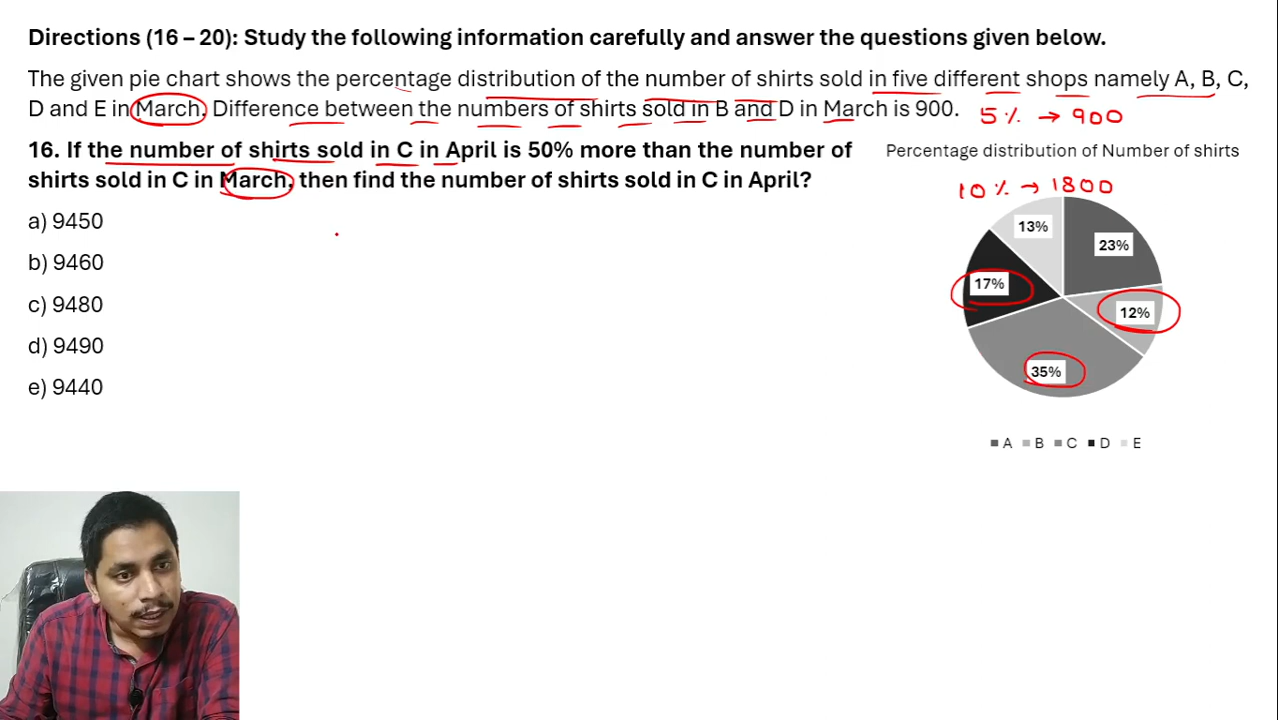 Directions (16 – 20): Study the following information carefully and answer the questions given below.
The given pie chart shows the percentage distribution of the number of shirts sold in five different shops namely A, B, C,
D and E in March. Difference between the numbers of shirts sold in B and D in March is 900.
5% → 900
16. If the number of shirts sold in C in April is 50% more than the number of
shirts sold in C in March, then find the number of shirts sold in C in April?
a) 9450
b) 9460
c) 9480
d) 9490
e) 9440
Percentage distribution of Number of shirts
10% → 1800
13%
23%
17%
12%
35%
A B C D E